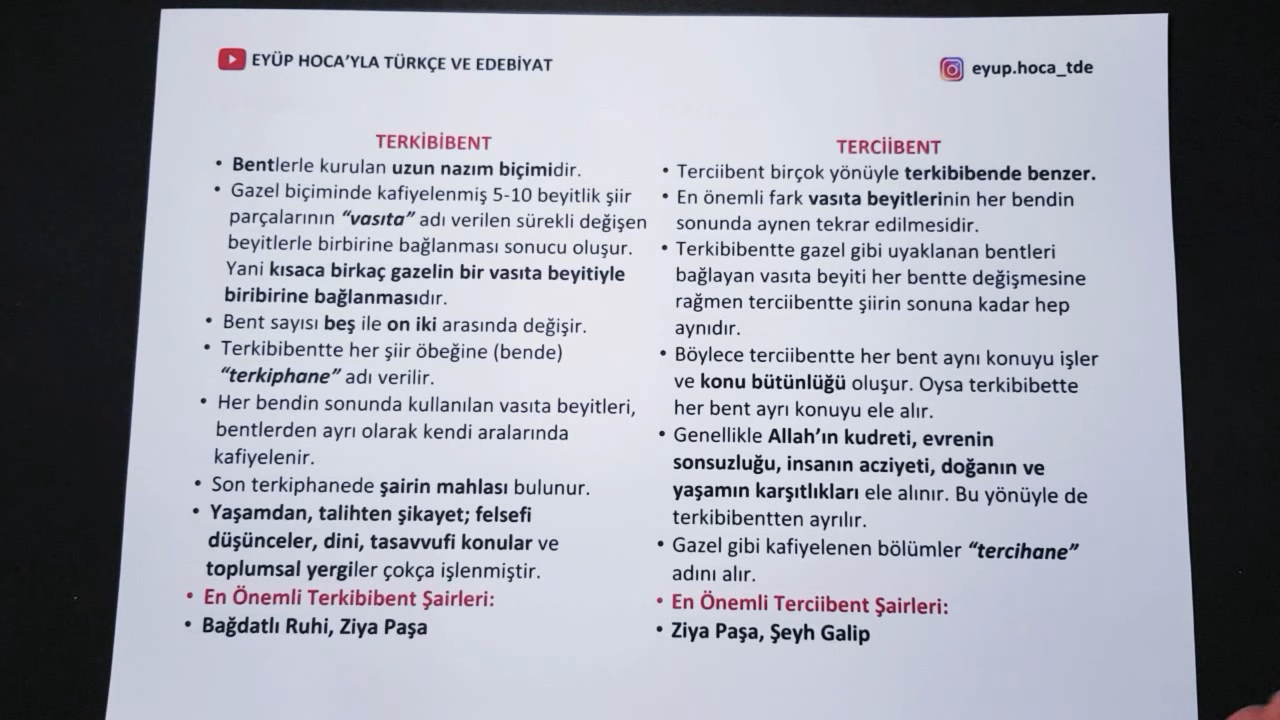 EYÜP HOCA'YLA TÜRKÇE VE EDEBİYAT
eyup.hoca_tde
TERKİBİBENT
• Bentlerle kurulan uzun nazım biçimidir.
• Gazel biçiminde kafiyelenmiş 5-10 beyitlik şiir
parçalarının “vasıta” adı verilen sürekli değişen
beyitlerle birbirine bağlanması sonucu oluşur.
Yani kısaca birkaç gazelin bir vasıta beyitiyle
biribirine bağlanmasıdır.
• Bent sayısı beş ile on iki arasında değişir.
• Terkibibentte her şiir öbeğine (bende)
“terkiphane” adı verilir.
• Her bendin sonunda kullanılan vasıta beyitleri,
bentlerden ayrı olarak kendi aralarında
kafiyelenir.
• Son terkiphanede şairin mahlası bulunur.
• Yaşamdan, talihten şikayet; felsefi
düşünceler, dini, tasavvufi konular ve
toplumsal yergiler çokça işlenmiştir.
• En Önemli Terkibibent Şairleri:
• Bağdatlı Ruhi, Ziya Paşa
TERCİİBENT
• Terciibent birçok yönüyle terkibibende benzer.
• En önemli fark vasıta beyitlerinin her bendin
sonunda aynen tekrar edilmesidir.
• Terkibibentte gazel gibi uyaklanan bentleri
bağlayan vasıta beyiti her bentte değişmesine
rağmen terciibentte şiirin sonuna kadar hep
aynıdır.
• Böylece terciibentte her bent aynı konuyu işler
ve konu bütünlüğü oluşur. Oysa terkibibette
her bent ayrı konuyu ele alır.
• Genellikle Allah’ın kudreti, evrenin
sonsuzluğu, insanın acziyeti, doğanın ve
yaşamın karşıtlıkları ele alınır. Bu yönüyle de
terkibibentten ayrılır.
• Gazel gibi kafiyelenen bölümler “tercihane”
adını alır.
• En Önemli Terciibent Şairleri:
• Ziya Paşa, Şeyh Galip